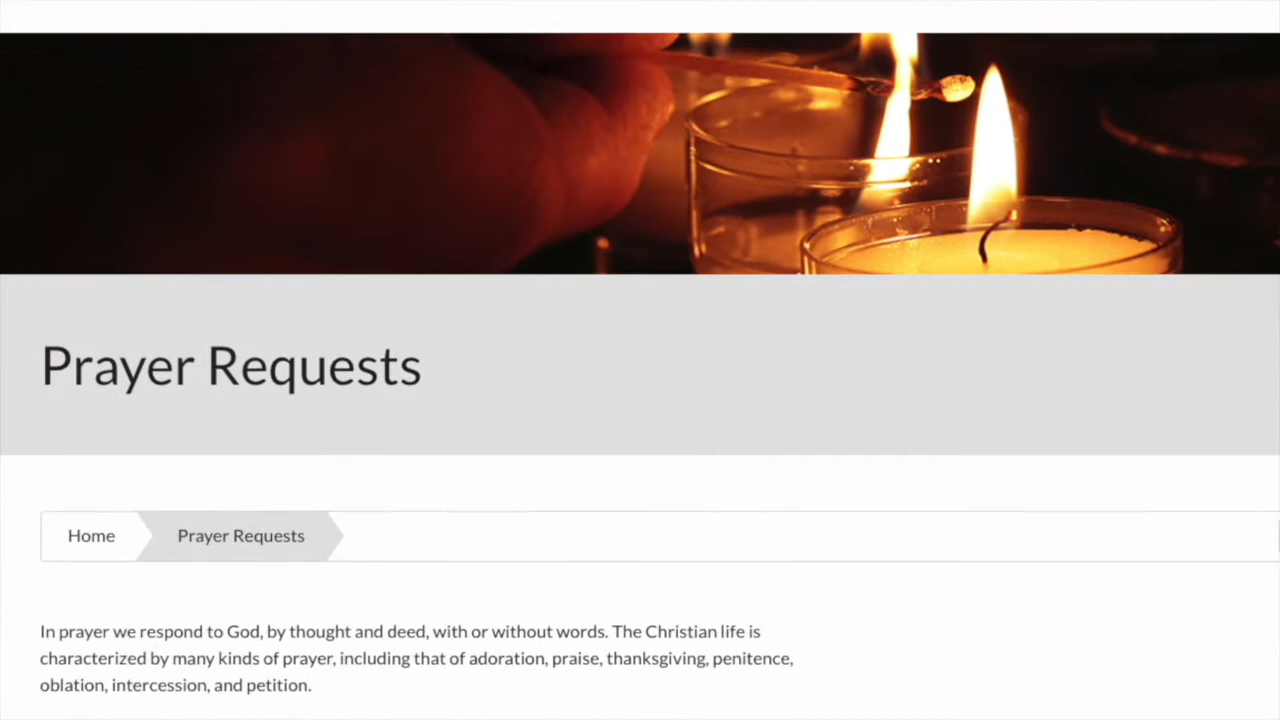 Prayer Requests
Home
Prayer Requests
In prayer we respond to God, by thought and deed, with or without words. The Christian life is
characterized by many kinds of prayer, including that of adoration, praise, thanksgiving, penitence,
oblation, intercession, and petition.